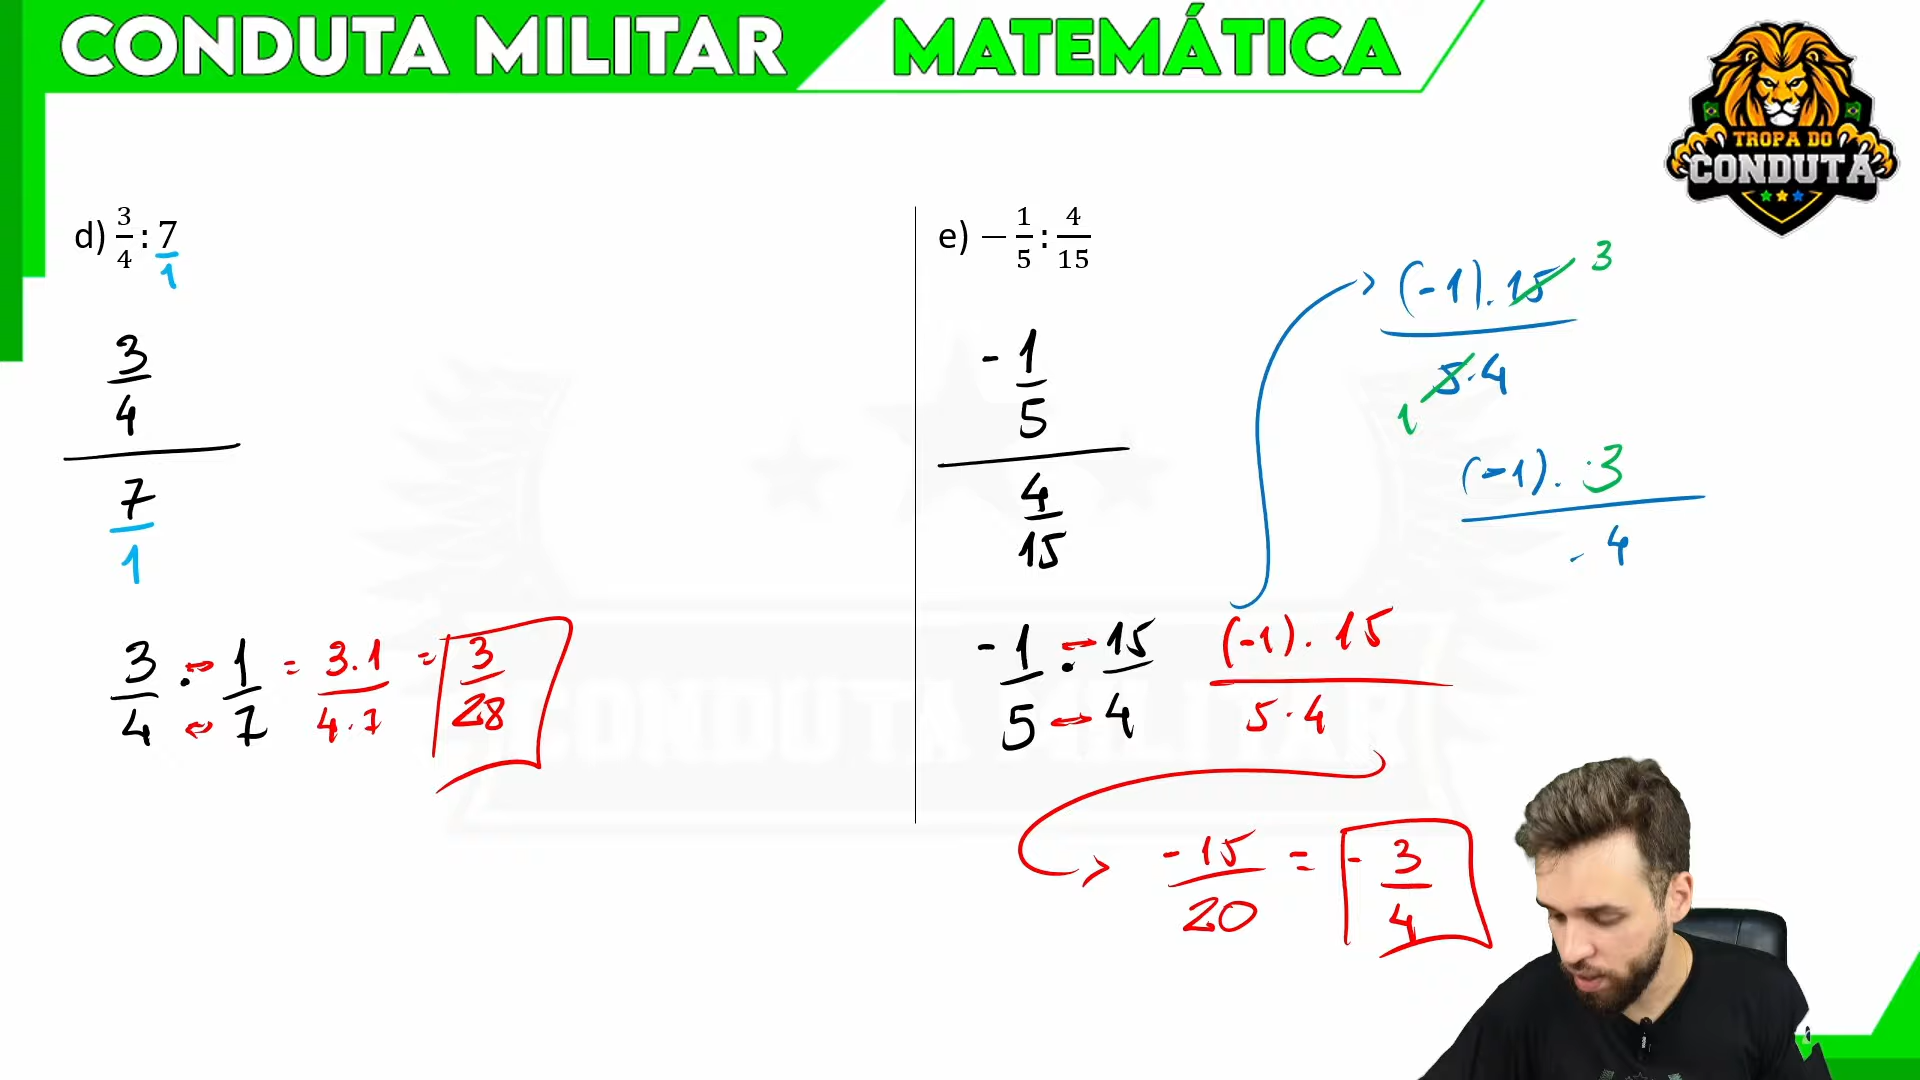 CONDUTA MILITAR MATEMÁTICA
TROPA DO
CONDUTA
d) 3/4 : 7/1
3/4
7/1
3/4 · 1/7 = 3.1/4.7 = 3/28
e) −1/5 : 4/15
-1/5
4/15
-1/5 · 15/4 (-1).15/5.4
-15/20 = -3/4
(-1).15 3
1 5.4
(-1). .3
. 4
CONDUTA MILITAR